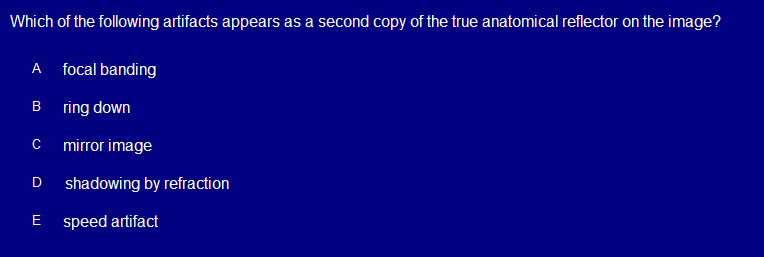 Which of the following artifacts appears as a second copy of the true anatomical reflector on the image?
A focal banding
B ring down
C mirror image
D shadowing by refraction
E speed artifact